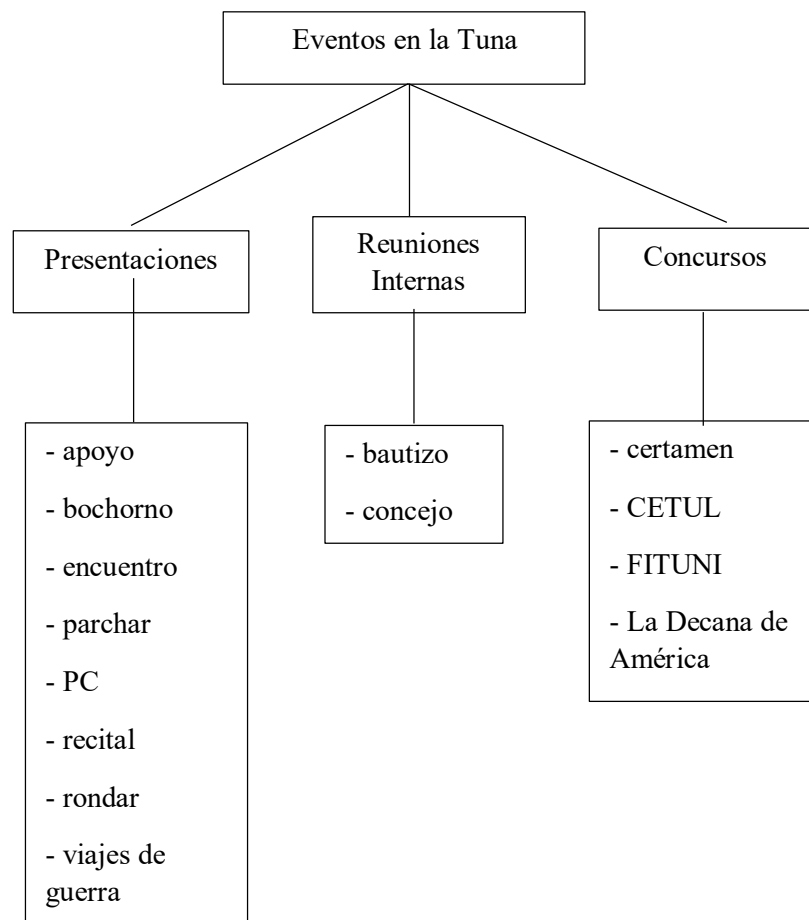 Eventos en la Tuna
Presentaciones
Reuniones
Internas
Concursos
- apoyo
- bochorno
- encuentro
- parchar
- PC
- recital
- rondar
- viajes de
guerra
- bautizo
- concejo
- certamen
- CETUL
- FITUNI
- La Decana de
América